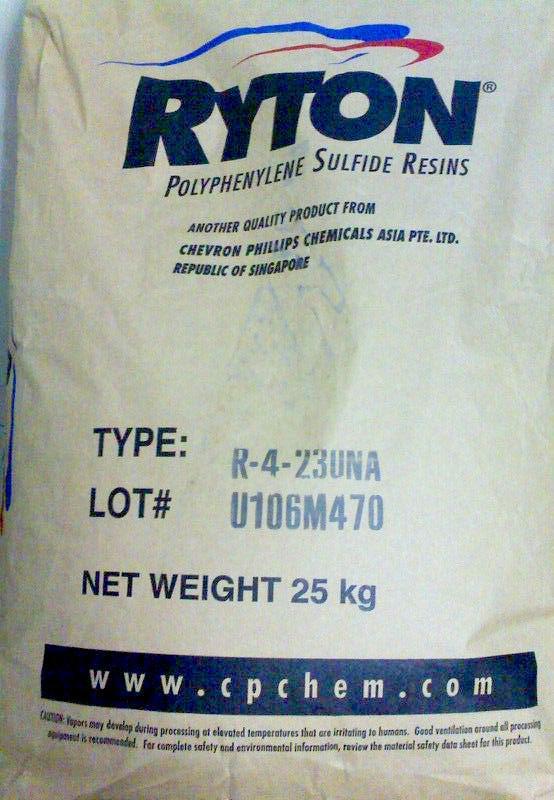 RYTON®
POLYPHENYLENE SULFIDE RESINS
ANOTHER QUALITY PRODUCT FROM
CHEVRON PHILLIPS CHEMICALS ASIA PTE. LTD.
REPUBLIC OF SINGAPORE
TYPE: R-4-230NA
LOT# U106M470
NET WEIGHT 25 kg
www.cpchem.com
CAUTION: Vapors may develop during processing at elevated temperatures that are irritating to humans. Good ventilation around all processing
equipment is recommended. For complete safety and environmental information, review the material safety data sheet for this product.